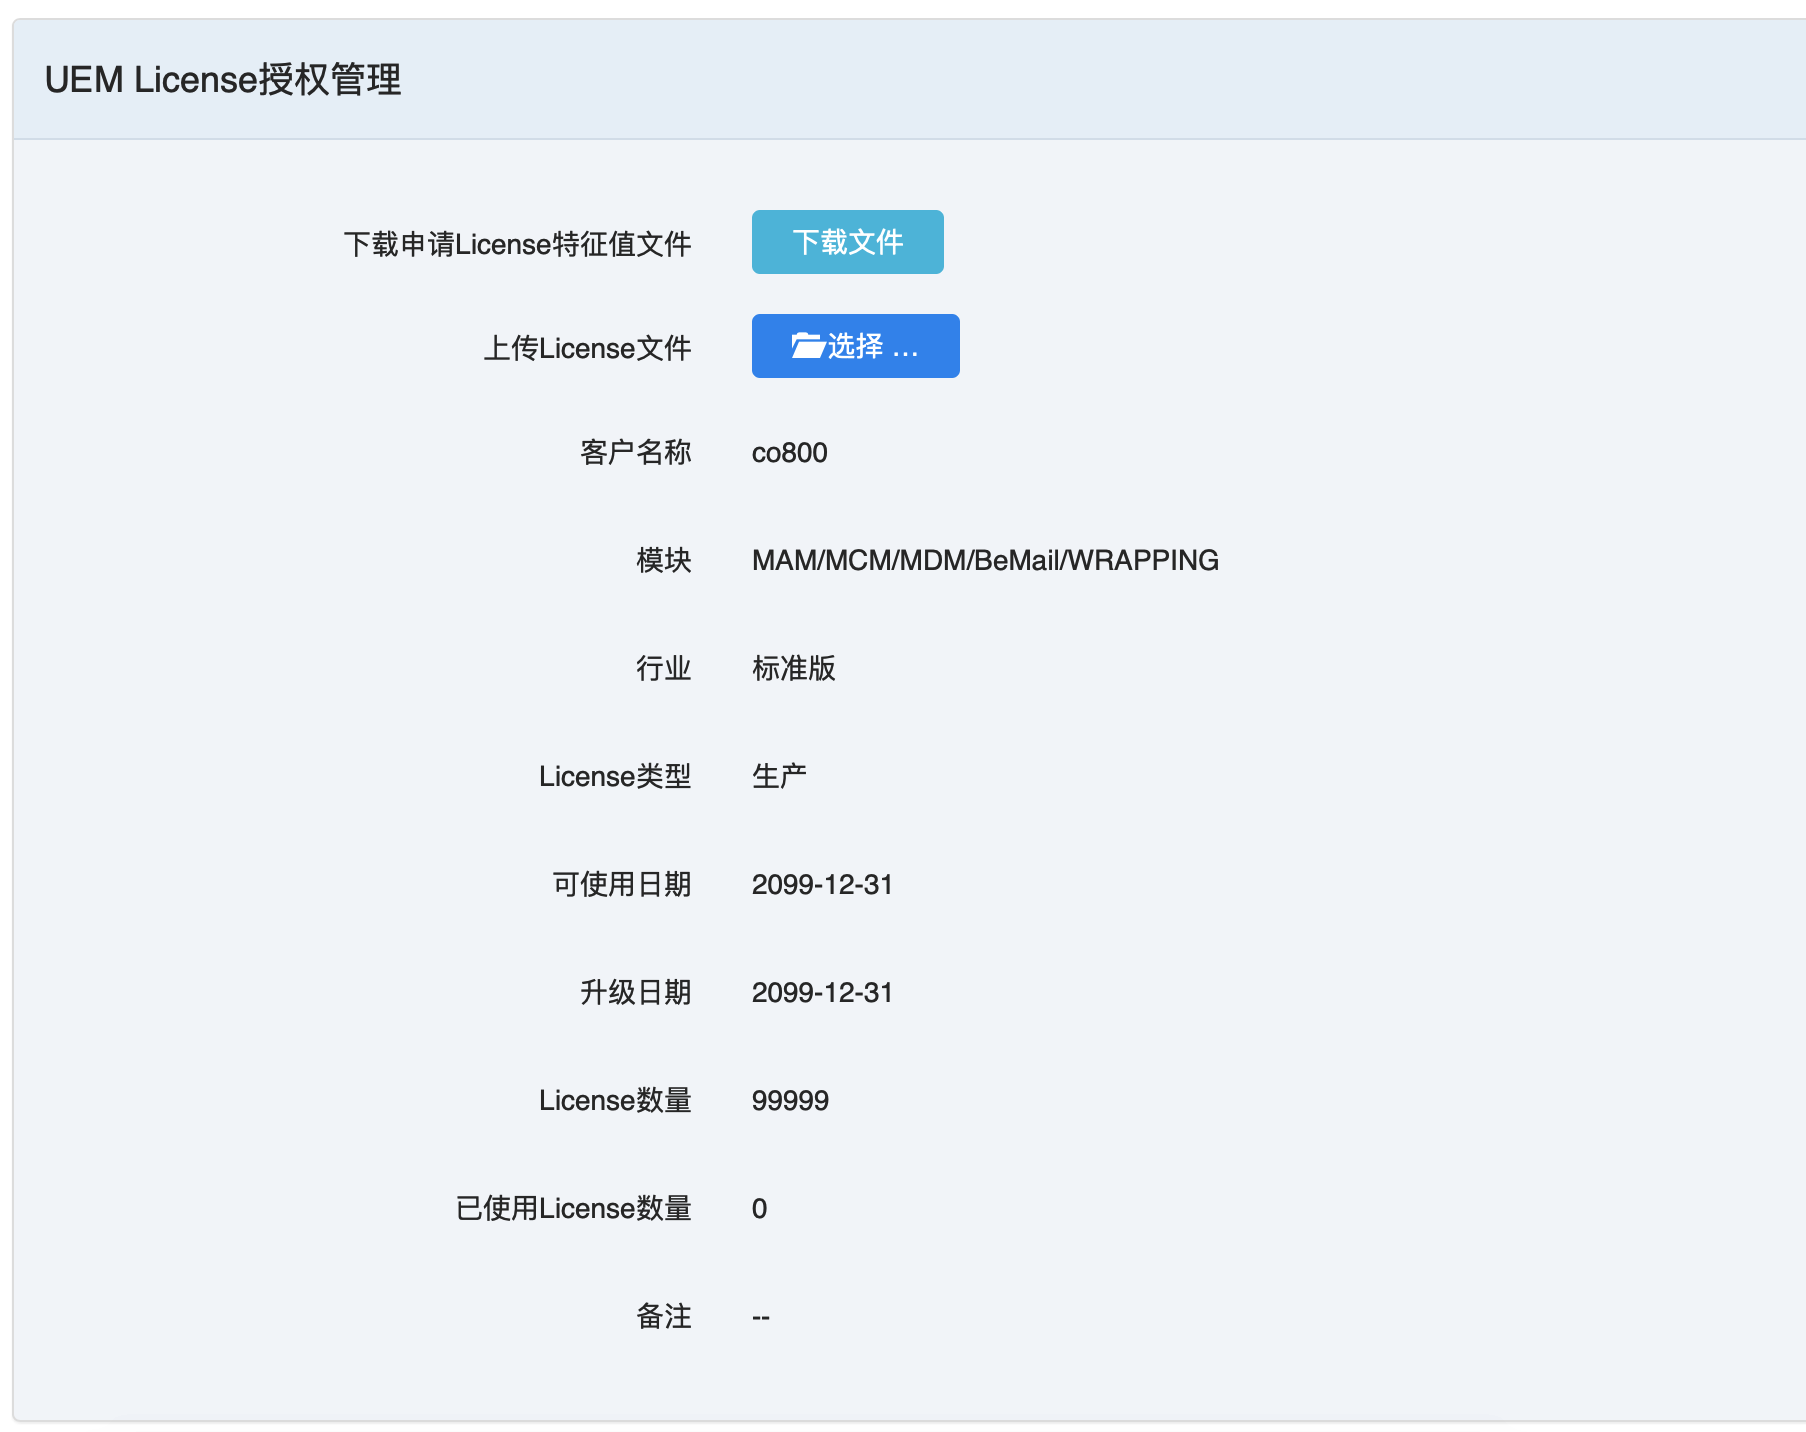 UEM License授权管理
下载申请License特征值文件 下载文件
上传License文件 选择 ...
客户名称 co800
模块 MAM/MCM/MDM/BeMail/WRAPPING
行业 标准版
License类型 生产
可使用日期 2099-12-31
升级日期 2099-12-31
License数量 99999
已使用License数量 0
备注 --